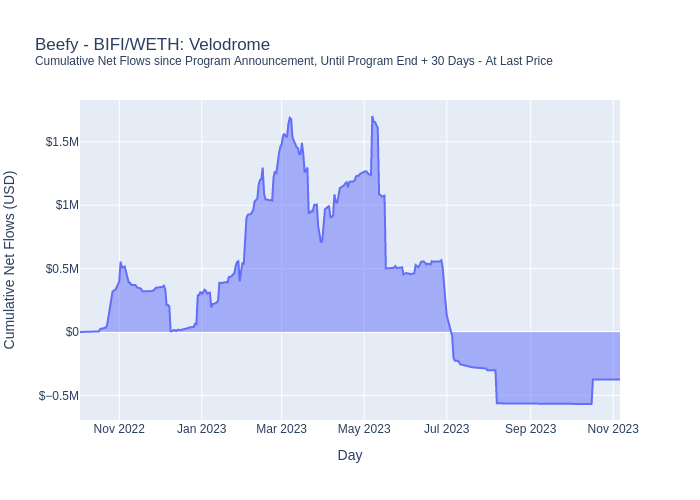 Beefy - BIFI/WETH: Velodrome
Cumulative Net Flows since Program Announcement, Until Program End + 30 Days - At Last Price
Cumulative Net Flows (USD)
$1.5M
$1M
$0.5M
$0
$−0.5M
Nov 2022
Jan 2023
Mar 2023
May 2023
Jul 2023
Sep 2023
Nov 2023
Day